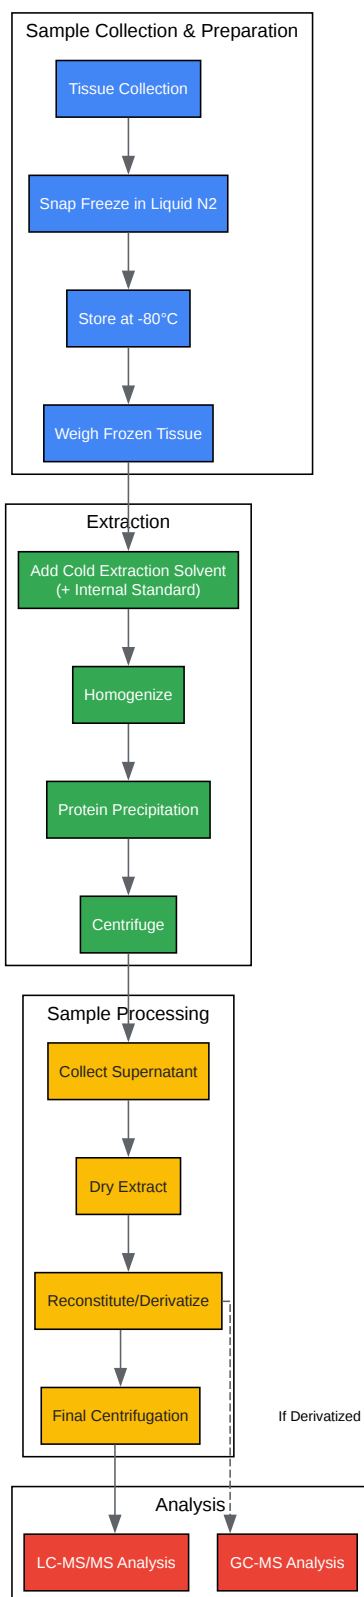 Sample Collection & Preparation
Tissue Collection
Snap Freeze in Liquid N2
Store at -80°C
Weigh Frozen Tissue
Extraction
Add Cold Extraction Solvent
(+ Internal Standard)
Homogenize
Protein Precipitation
Centrifuge
Sample Processing
Collect Supernatant
Dry Extract
Reconstitute/Derivatize
Final Centrifugation
If Derivatized
Analysis
LC-MS/MS Analysis
GC-MS Analysis